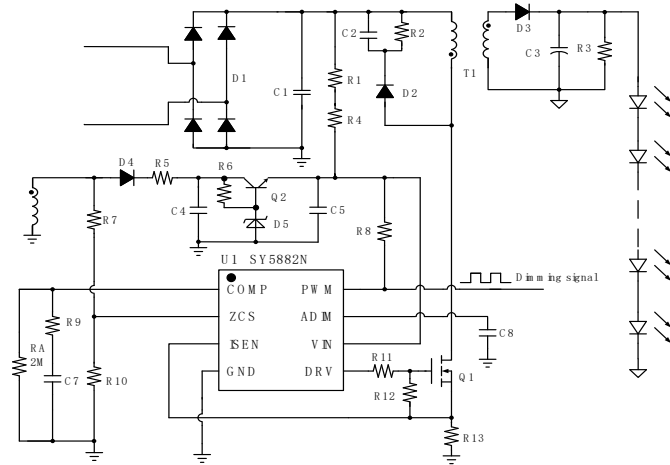 C2
R2
D3
D1
C1
R1
R4
D2
T1
C3
R3
D4
R5
R6
Q2
C4
D5
C5
R7
R8
U1 SY5882N
COMP
PWM
Dimming signal
ZCS
ADIM
ISEN
VIN
GND
DRV
C8
R9
RA
2M
C7
R10
R11
R12
Q1
R13